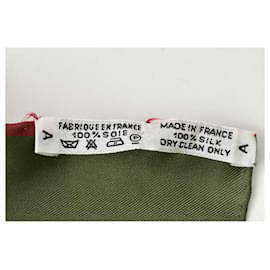 A
FABRIQUE EN FRANCE
100% SOIE
P
MADE IN FRANCE
100% SILK
DRY CLEAN ONLY
A